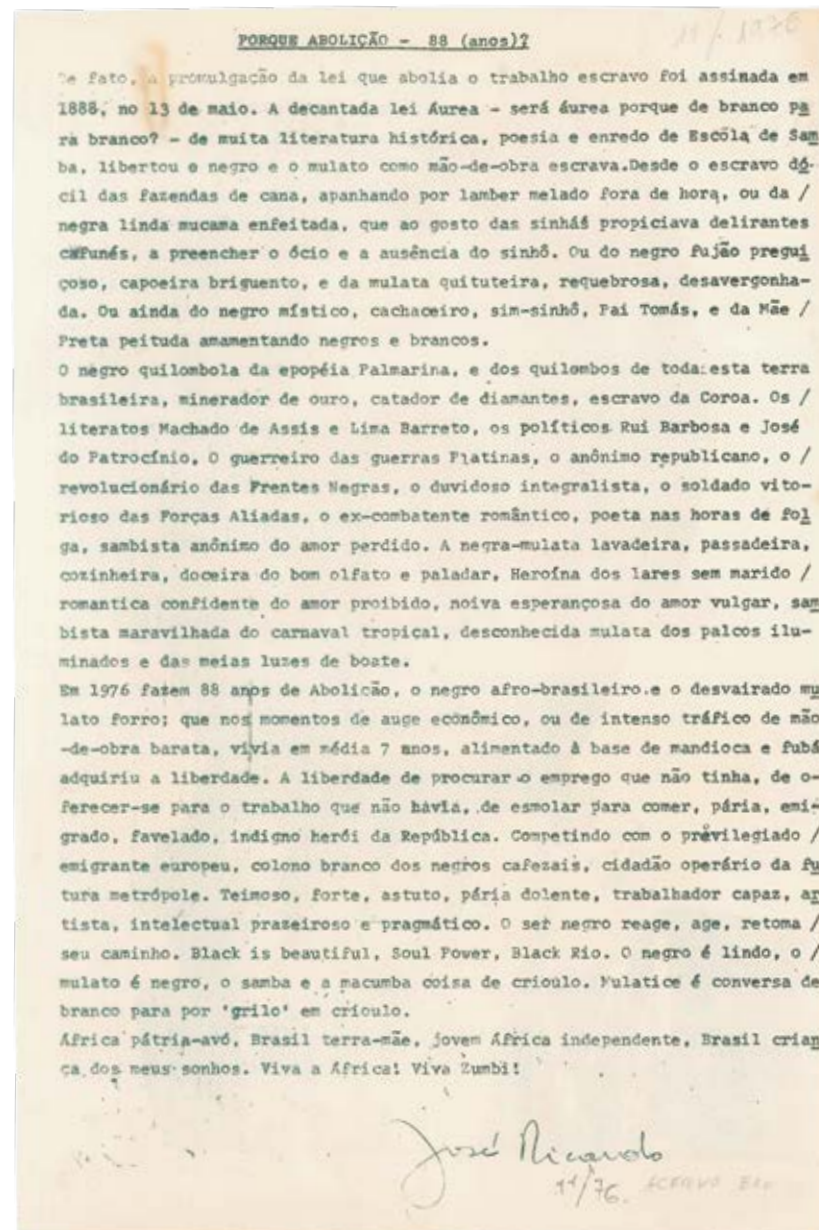 PORQUE ABOLIÇÃO - 88 (anos)?
11/1976
De fato, a promulgação da lei que abolia o trabalho escravo foi assinada em
1888, no 13 de maio. A decantada lei Áurea - será áurea porque de branco pa
ra branco? - de muita literatura histórica, poesia e enredo de Escola de Sam
ba, libertou o negro e o mulato como mão-de-obra escrava.Desde o escravo dó-
cil das fazendas de cana, apanhando por lamber melado fora de hora, ou da /
negra linda mucama enfeitada, que ao gosto das sinhás propiciava delirantes
cafunés, a preencher o ócio e a ausência do sinhô. Ou do negro fujão pregui
çoso, capoeira briguento, e da mulata quituteira, requebrosa, desavergonha-
da. Ou ainda do negro místico, cachaceiro, sim-sinhô, Pai Tomás, e da Mãe /
Preta peituda amamentando negros e brancos.
O negro quilombola da epopéia Palmarina, e dos quilombos de toda esta terra
brasileira, minerador de ouro, catador de diamantes, escravo da Coroa. Os /
literatos Machado de Assis e Lima Barreto, os políticos Rui Barbosa e José
do Patrocínio, O guerreiro das guerras Platinas, o anônimo republicano, o /
revolucionário das Frentes Negras, o duvidoso integralista, o soldado vito-
rioso das Forças Aliadas, o ex-combatente romântico, poeta nas horas de fol
ga, sambista anônimo do amor perdido. A negra-mulata lavadeira, passadeira,
cozinheira, doceira do bom olfato e paladar, Heroína dos lares sem marido /
romantica confidente do amor proibido, noiva esperançosa do amor vulgar, sam
bista maravilhada do carnaval tropical, desconhecida mulata dos palcos ilu-
minados e das meias luzes de boate.
Em 1976 fazem 88 anos de Abolição, o negro afro-brasileiro.e o desvairado mu
lato forro; que nos momentos de auge econômico, ou de intenso tráfico de mão
-de-obra barata, vivia em média 7 anos, alimentado à base de mandioca e fubá
adquiriu a liberdade. A liberdade de procurar o emprego que não tinha, de o-
ferecer-se para o trabalho que não havia, de esmolar para comer, pária, emi-
grado, favelado, indigno herói da República. Competindo com o previlegiado /
emigrante europeu, colono branco dos negros cafezais, cidadão operário da fu
tura metrópole. Teimoso, forte, astuto, pária dolente, trabalhador capaz, ar
tista, intelectual prazeiroso e pragmático. O ser negro reage, age, retoma /
seu caminho. Black is beautiful, Soul Power, Black Rio. O negro é lindo, o /
mulato é negro, o samba e a macumba coisa de crioulo. Mulatice é conversa de
branco para por 'grilo' em crioulo.
África pátria-avó, Brasil terra-mãe, jovem África independente, Brasil crian
ça dos meus sonhos. Viva a África! Viva Zumbi!
José Ricardo
11/76. ACERVO